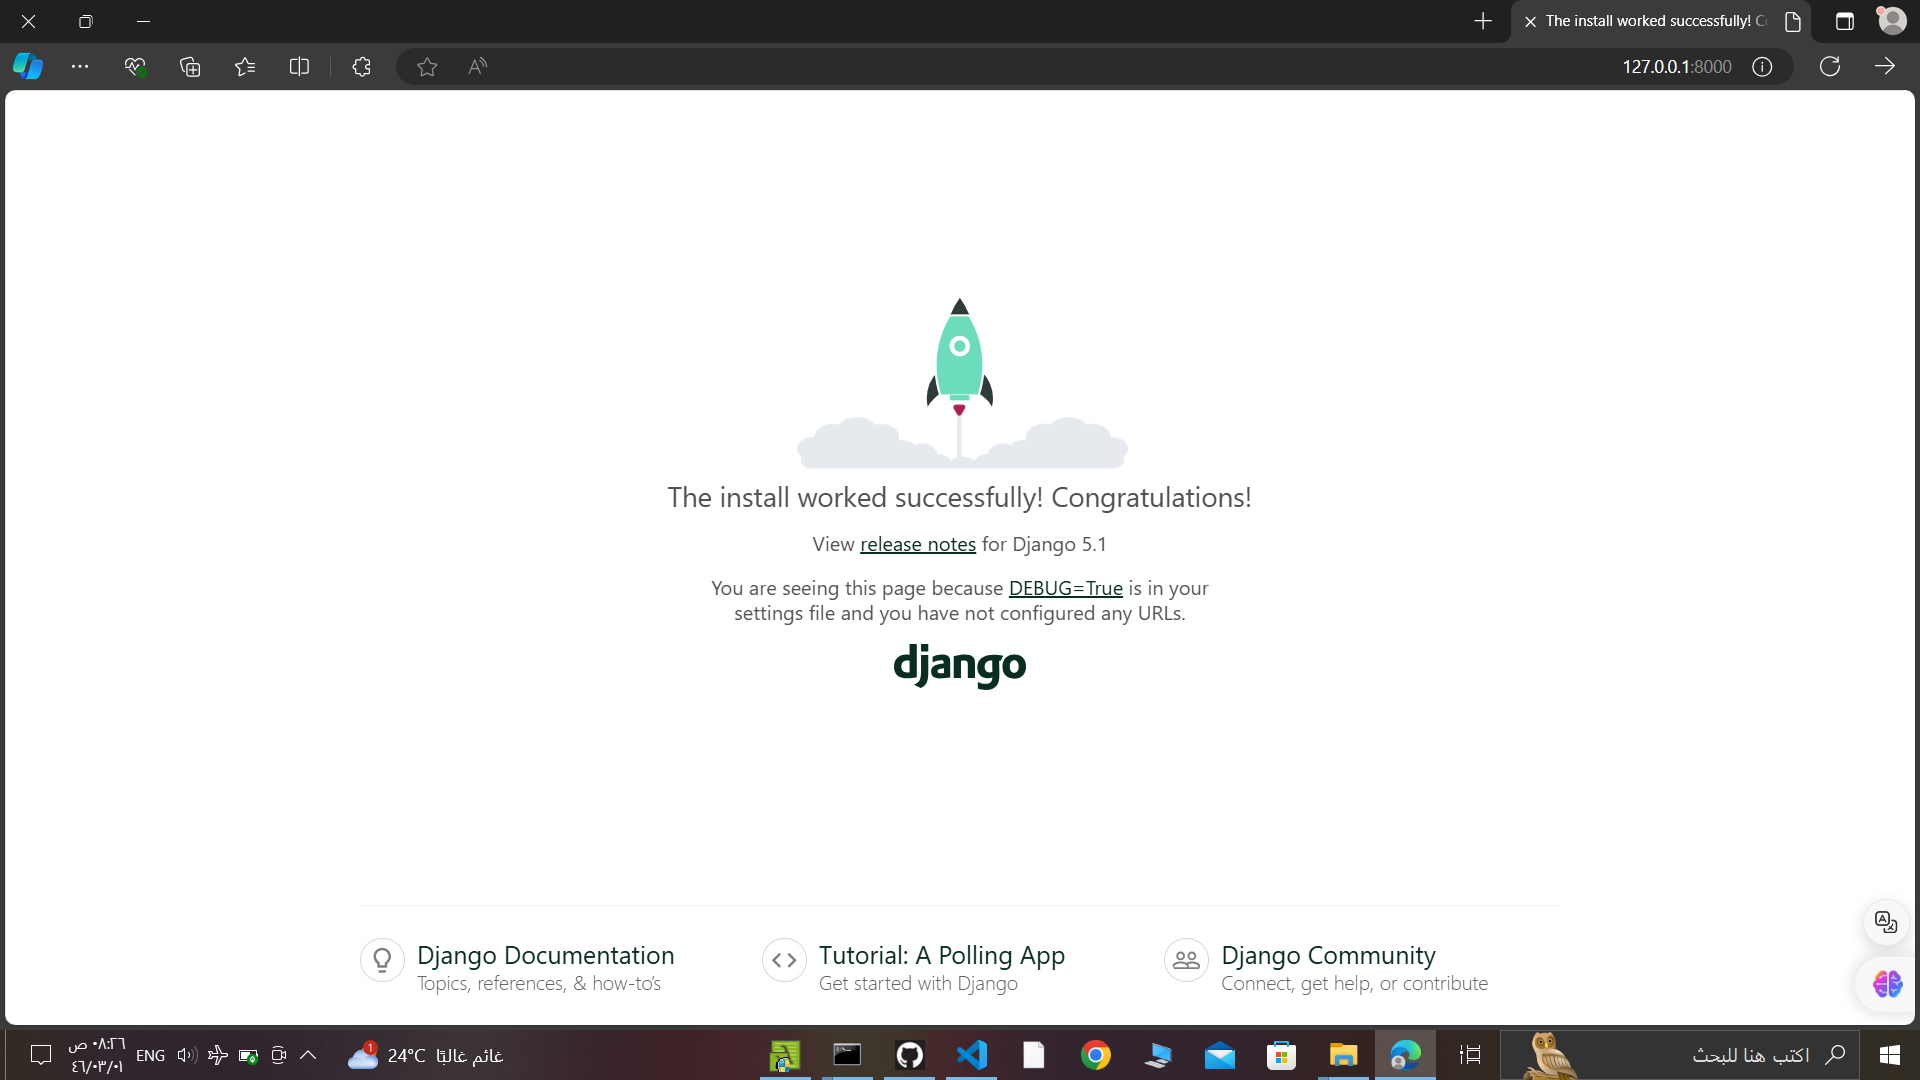 The install worked successfully! Co
127.0.0.1:8000
The install worked successfully! Congratulations!
View release notes for Django 5.1
You are seeing this page because DEBUG=True is in your
settings file and you have not configured any URLs.
django
Django Documentation
Topics, references, & how-to’s
Tutorial: A Polling App
Get started with Django
Django Community
Connect, get help, or contribute
٠٨:٢٦ ص
٤٦/٠٣/٠١
ENG
1
24°C غائم غالبًا
اكتب هنا للبحث